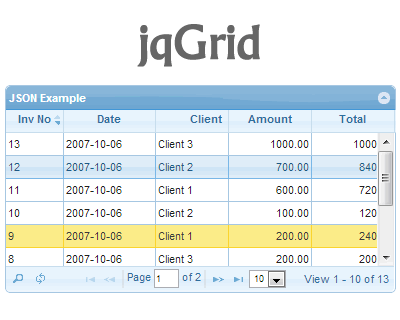 jqGrid
JSON Example
Inv No Date Client Amount Total
13 2007-10-06 Client 3 1000.00 1000
12 2007-10-06 Client 2 700.00 840
11 2007-10-06 Client 1 600.00 720
10 2007-10-06 Client 2 100.00 120
9 2007-10-06 Client 1 200.00 240
8 2007-10-06 Client 3 200.00 200
Page 1 of 2 10 View 1 - 10 of 13